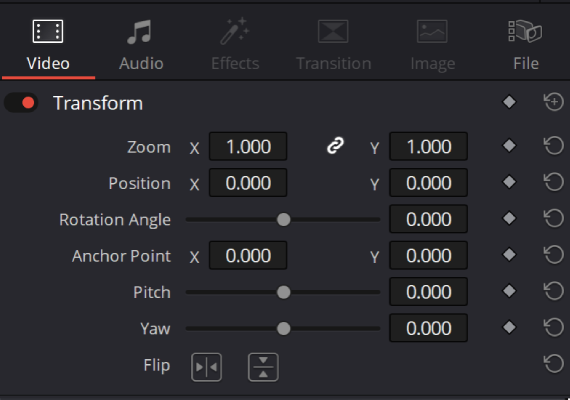 Video Audio Effects Transition Image File
Transform
Zoom X 1.000 Y 1.000
Position X 0.000 Y 0.000
Rotation Angle 0.000
Anchor Point X 0.000 Y 0.000
Pitch 0.000
Yaw 0.000
Flip